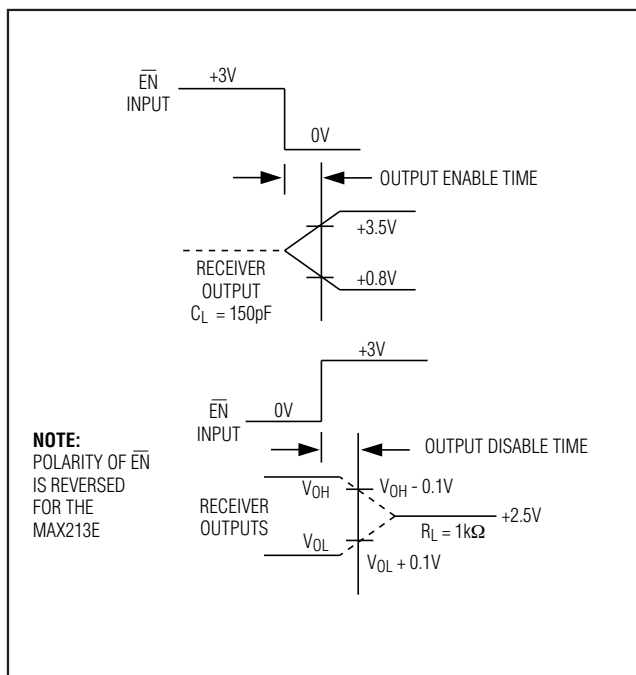 EN̅ +3V
INPUT
0V
OUTPUT ENABLE TIME
+3.5V
RECEIVER
OUTPUT
C_L = 150pF
+0.8V
+3V
EN̅ 0V
INPUT
OUTPUT DISABLE TIME
NOTE:
POLARITY OF EN̅
IS REVERSED
FOR THE
MAX213E
RECEIVER
OUTPUTS
V_OH
V_OH - 0.1V
+2.5V
R_L = 1kΩ
V_OL
V_OL + 0.1V